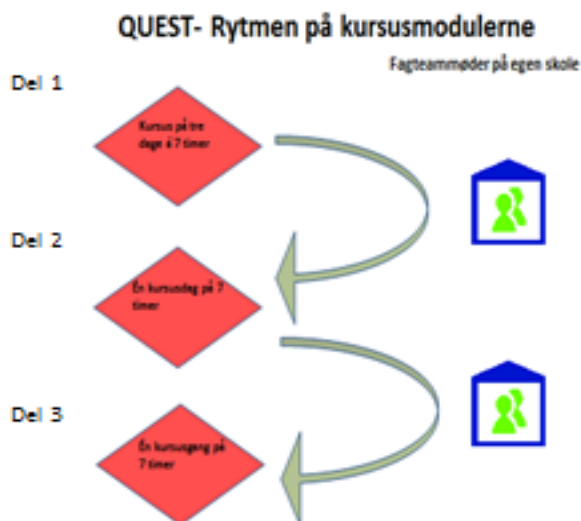 QUEST- Rytmen på kursusmodulerne
Fagteammøder på egen skole
Del 1
Kursus på tre
dage á 7 timer
Del 2
Én kursusdag på 7
timer
Del 3
Én kursusgang på
7 timer